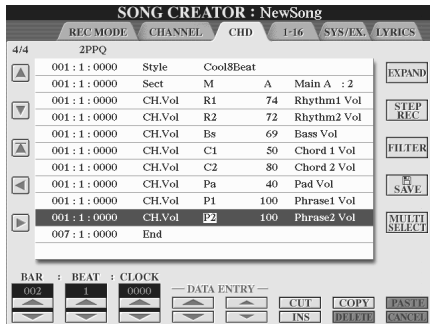 SONG CREATOR : NewSong
REC MODE CHANNEL CHD 1-16 SYS/EX. LYRICS
4/4 2PPQ
001 : 1 : 0000 Style Cool8Beat
EXPAND
001 : 1 : 0000 Sect M A Main A : 2
001 : 1 : 0000 CH.Vol R1 74 Rhythm1 Vol
STEP REC
001 : 1 : 0000 CH.Vol R2 72 Rhythm2 Vol
001 : 1 : 0000 CH.Vol Bs 69 Bass Vol
001 : 1 : 0000 CH.Vol C1 50 Chord 1 Vol
FILTER
001 : 1 : 0000 CH.Vol C2 80 Chord 2 Vol
001 : 1 : 0000 CH.Vol Pa 40 Pad Vol
SAVE
001 : 1 : 0000 CH.Vol P1 100 Phrase1 Vol
001 : 1 : 0000 CH.Vol P2 100 Phrase2 Vol
MULTI SELECT
007 : 1 : 0000 End
BAR : BEAT : CLOCK
002 1 0000
DATA ENTRY
CUT COPY PASTE
INS DELETE CANCEL